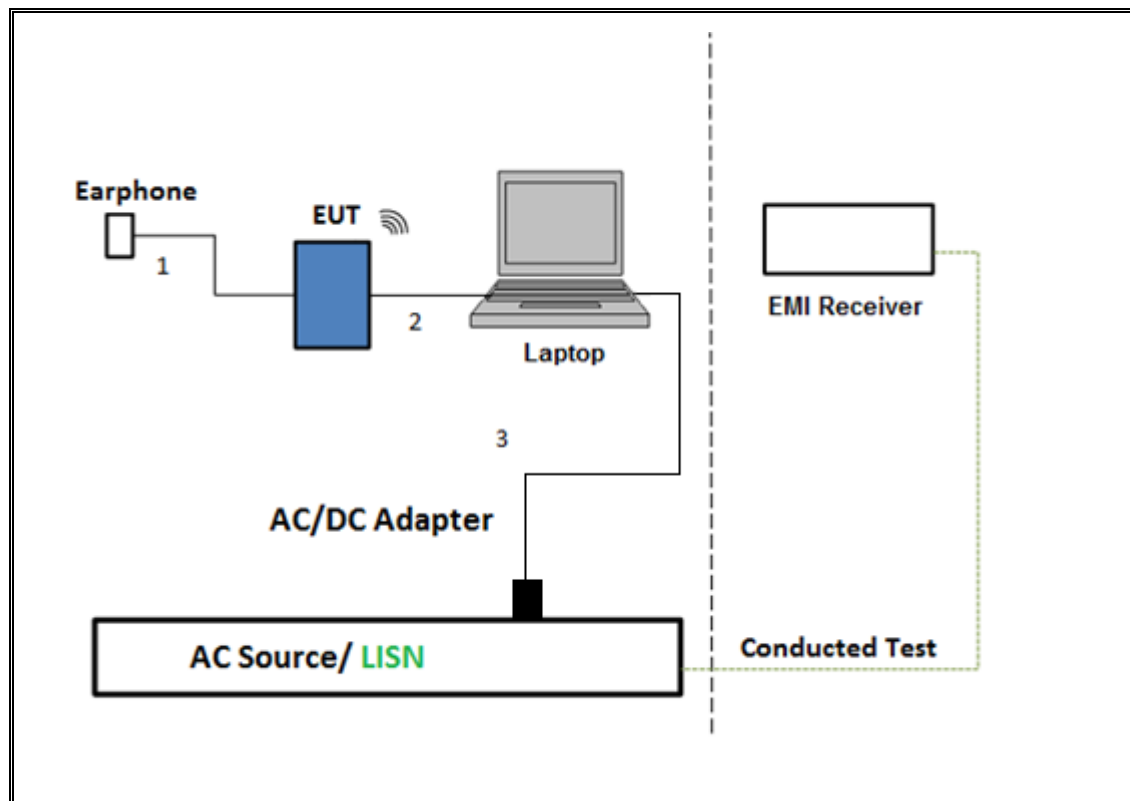 Earphone
EUT
1
2
Laptop
EMI Receiver
3
AC/DC Adapter
AC Source/ LISN
Conducted Test